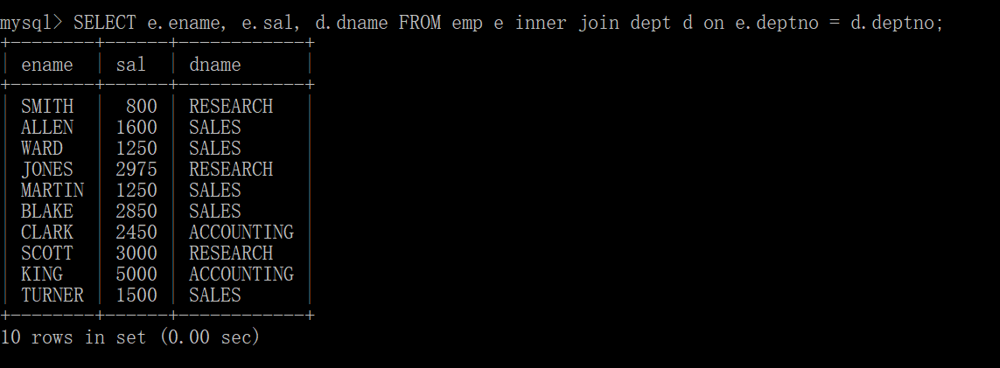 mysql> SELECT e.ename, e.sal, d.dname FROM emp e inner join dept d on e.deptno = d.deptno;
+--------+------+------------+
| ename  | sal  | dname      |
+--------+------+------------+
| SMITH  |  800 | RESEARCH   |
| ALLEN  | 1600 | SALES      |
| WARD   | 1250 | SALES      |
| JONES  | 2975 | RESEARCH   |
| MARTIN | 1250 | SALES      |
| BLAKE  | 2850 | SALES      |
| CLARK  | 2450 | ACCOUNTING |
| SCOTT  | 3000 | RESEARCH   |
| KING   | 5000 | ACCOUNTING |
| TURNER | 1500 | SALES      |
+--------+------+------------+
10 rows in set (0.00 sec)